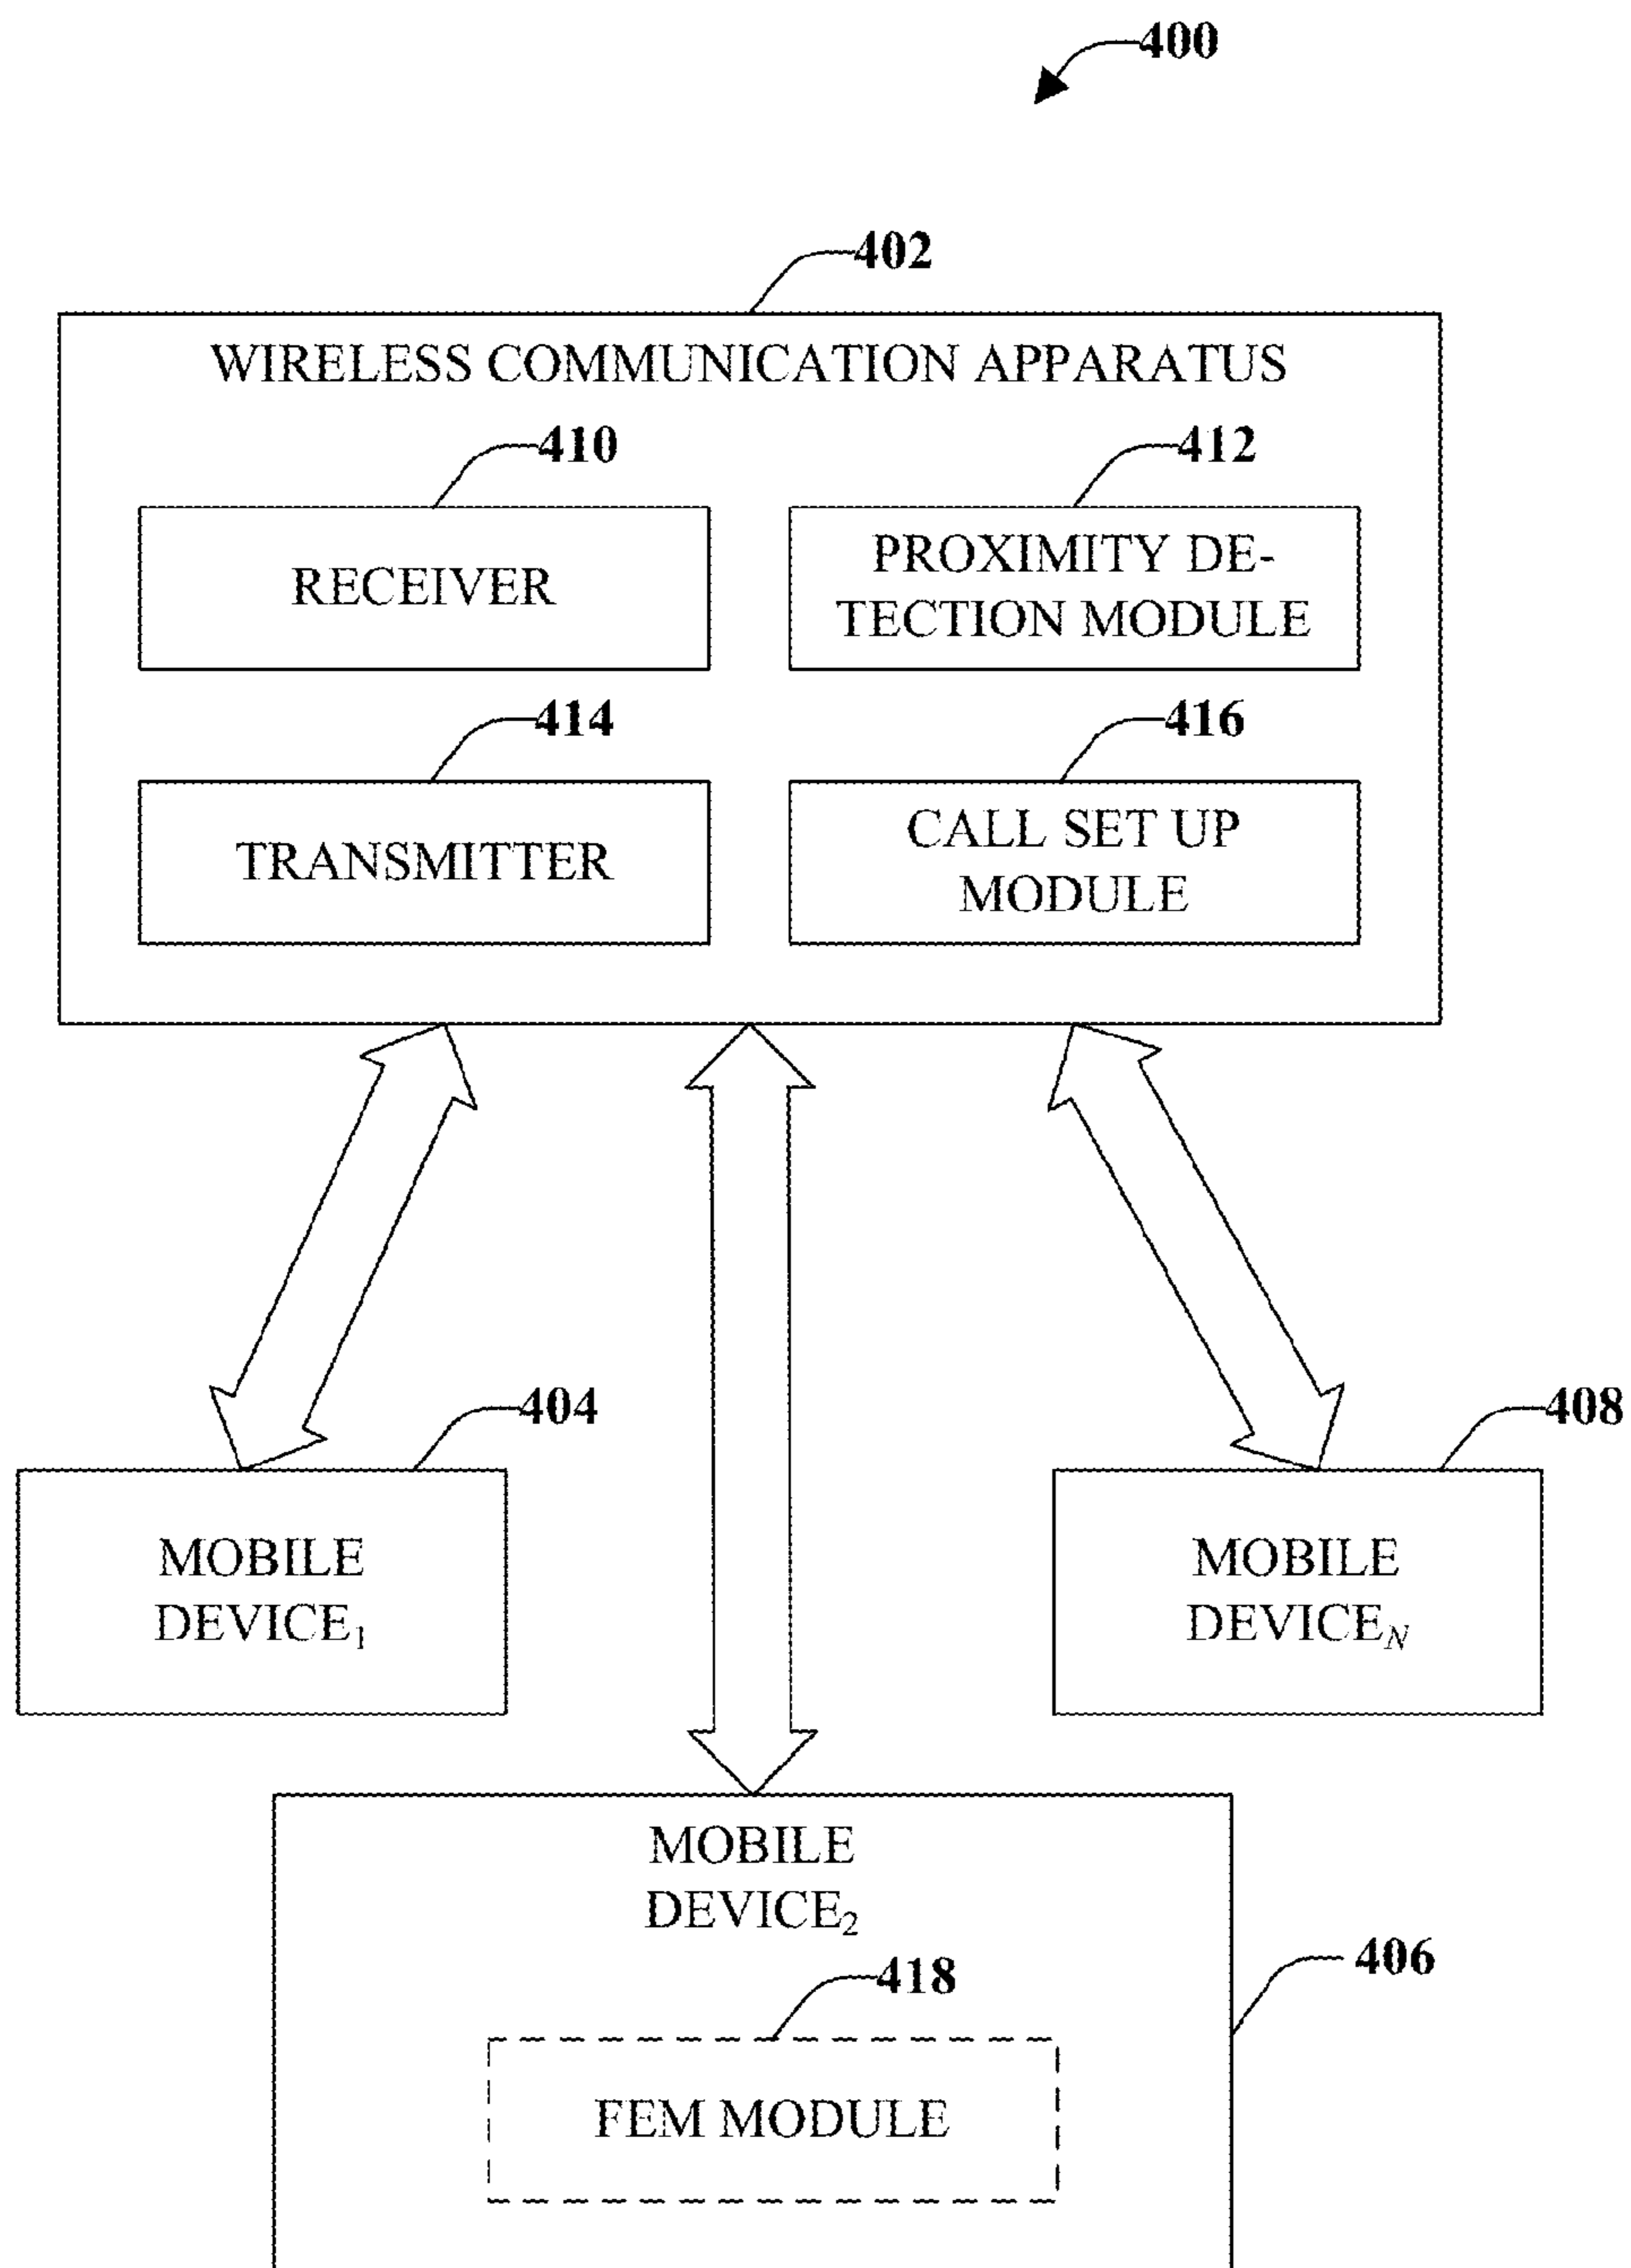 400
402
WIRELESS COMMUNICATION APPARATUS
410
412
RECEIVER
PROXIMITY DE-
TECTION MODULE
414
416
TRANSMITTER
CALL SET UP
MODULE
404
408
MOBILE
DEVICE1
MOBILE
DEVICEN
MOBILE
DEVICE2
406
418
FEM MODULE